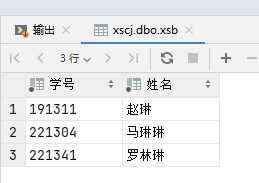 输出 xscj.dbo.xsb
3 行
学号 姓名
1 191311 赵琳
2 221304 马琳琳
3 221341 罗林琳